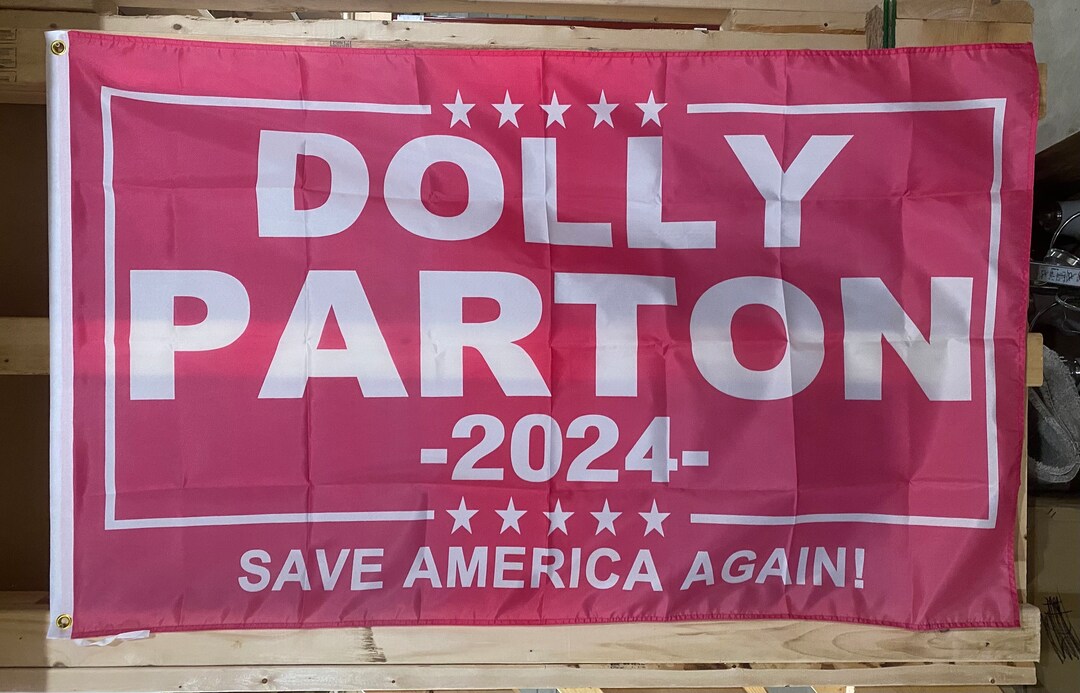 DOLLY
PARTON
-2024-
SAVE AMERICA AGAIN!